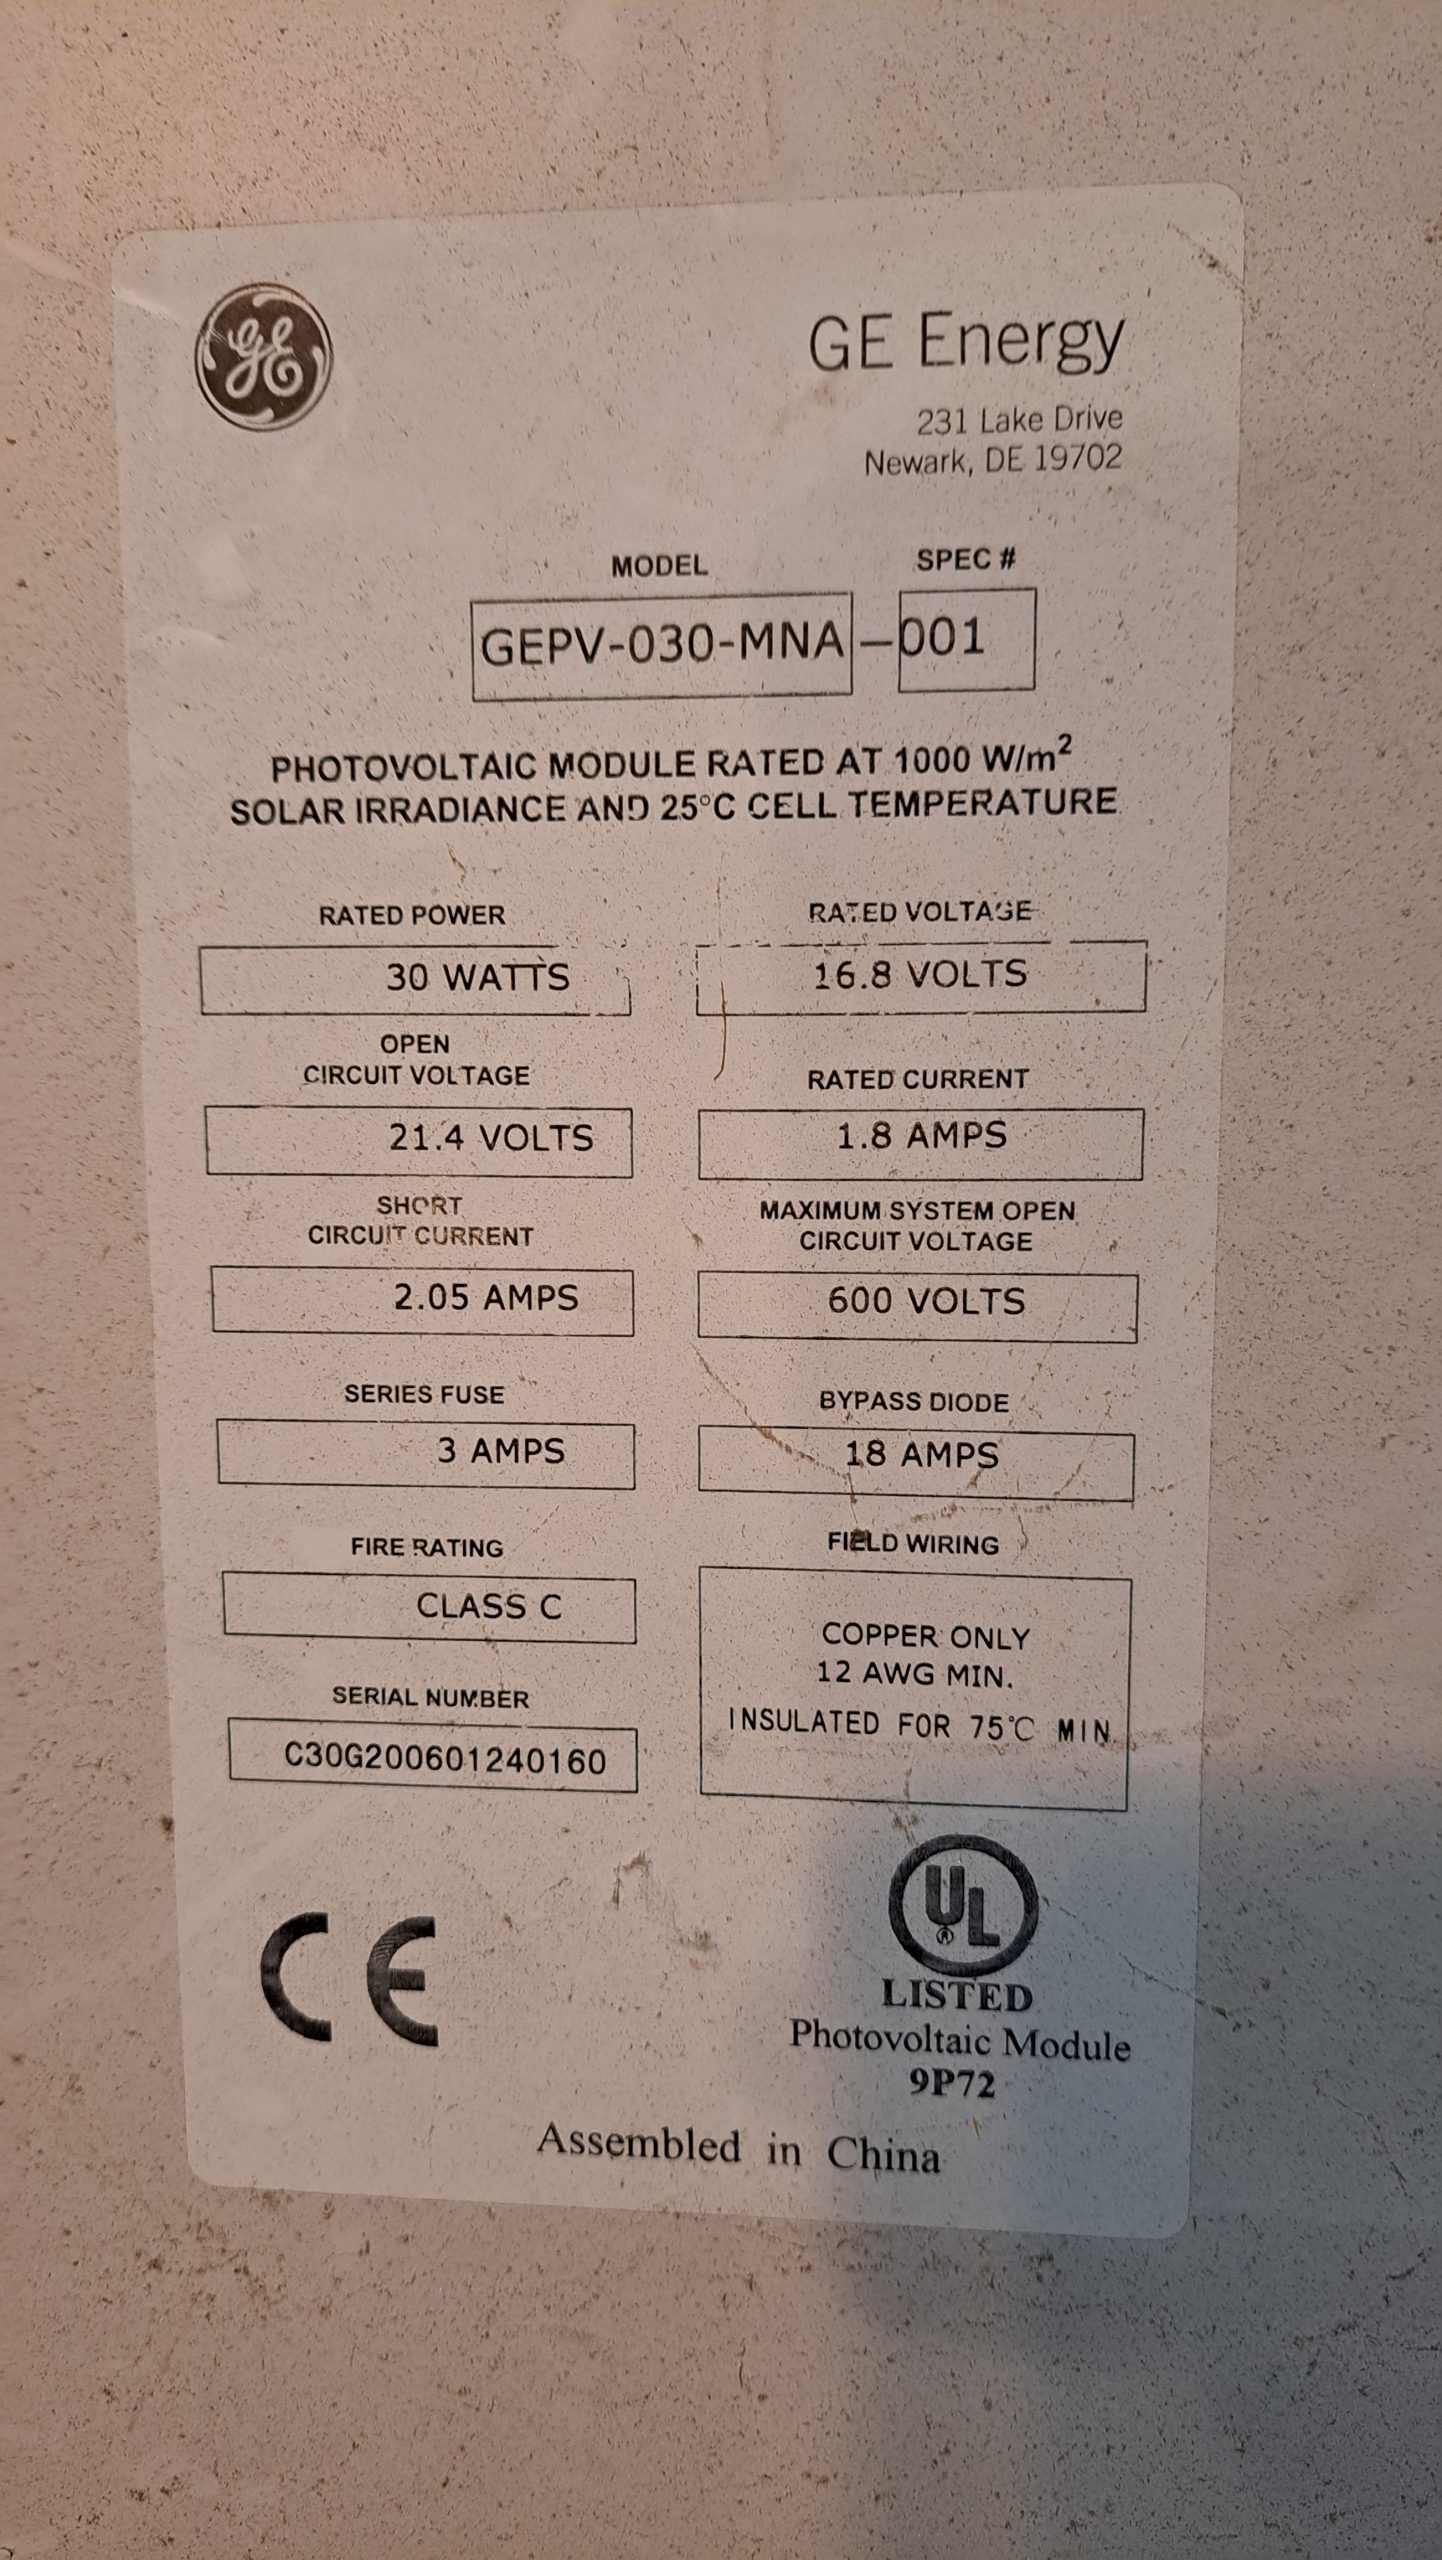 GE
GE Energy
231 Lake Drive
Newark, DE 19702
MODEL SPEC #
GEPV-030-MNA – 001
PHOTOVOLTAIC MODULE RATED AT 1000 W/m²
SOLAR IRRADIANCE AND 25°C CELL TEMPERATURE
RATED POWER
30 WATTS
RATED VOLTAGE
16.8 VOLTS
OPEN
CIRCUIT VOLTAGE
21.4 VOLTS
RATED CURRENT
1.8 AMPS
SHORT
CIRCUIT CURRENT
2.05 AMPS
MAXIMUM SYSTEM OPEN
CIRCUIT VOLTAGE
600 VOLTS
SERIES FUSE
3 AMPS
BYPASS DIODE
18 AMPS
FIRE RATING
CLASS C
FIELD WIRING
COPPER ONLY
12 AWG MIN.
INSULATED FOR 75°C MIN
SERIAL NUMBER
C30G200601240160
CE
UL
®
LISTED
Photovoltaic Module
9P72
Assembled in China